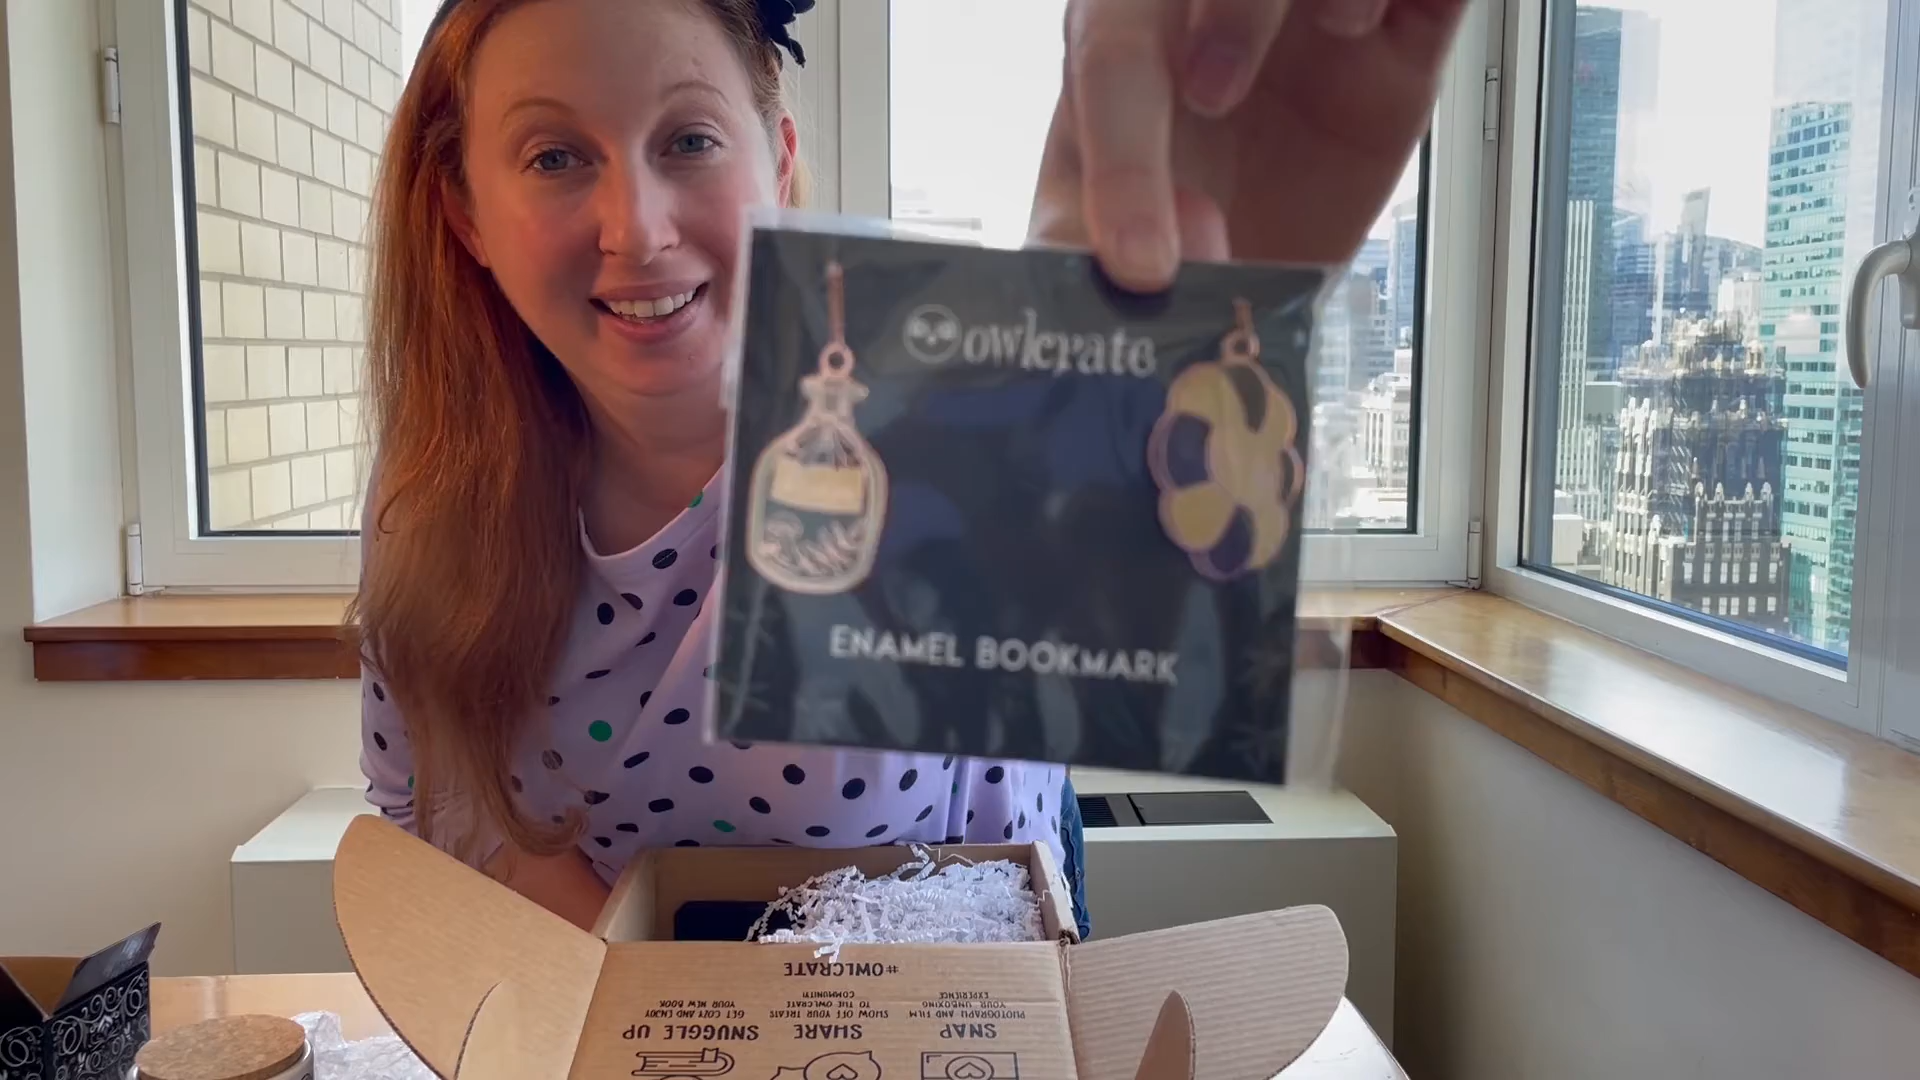 owlcrate
ENAMEL BOOKMARK
#OWLCRATE
SNUGGLE UP
GET COZY AND ENJOY
YOUR NEW BOOK
SHARE
SHOW OFF YOUR TREATS
TO THE OWLCRATE
COMMUNITY!
SNAP
PHOTOGRAPH AND FILM
YOUR UNBOXING
EXPERIENCE